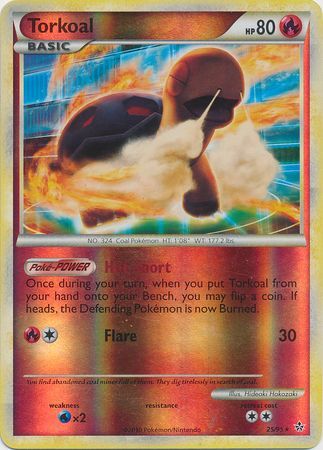 Torkoal HP 80
BASIC
NO. 324 Coal Pokémon HT: 1'08" WT: 177.2 lbs.
Poké-POWER
Once during your turn, when you put Torkoal from
your hand onto your Bench, you may flip a coin. If
heads, the Defending Pokémon is now Burned.
Flare 30
You find abandoned coal mines full of them. They dig tirelessly in search of coal.
Illus. Hideaki Hakozaki
weakness resistance retreat cost
×2
©2010 Pokémon/Nintendo 25/95 ★